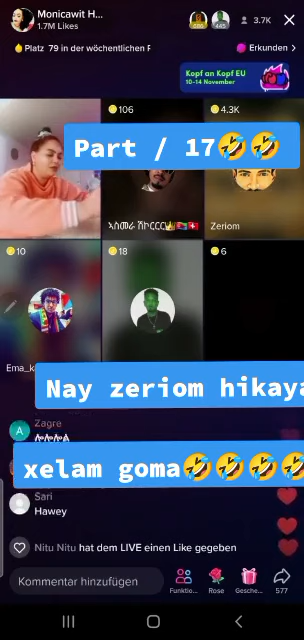 Monicawit H...
1.7M Likes
3.7K
Platz 79 in der wöchentlichen F
Erkunden >
Kopf an Kopf EU
10-14 November
106
4.3K
Part / 17🤣🤣
Zeriom
10
18
6
Ema_k
Nay zeriom hikaya
Zagre
ሎሎሎል
xelam goma🤣🤣🤣🤣
Sari
Hawey
Nitu Nitu hat dem LIVE einen Like gegeben
Kommentar hinzufügen
Funktio...
Rose
Gesche...
577